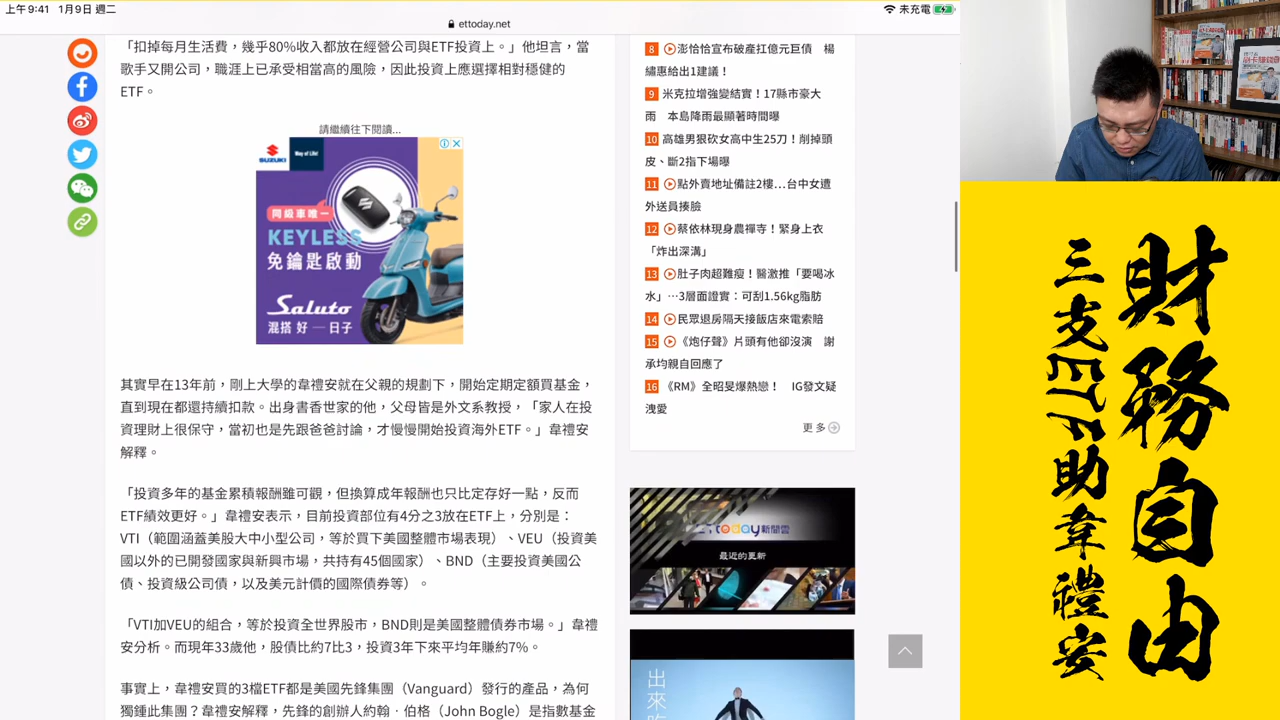 上午9:41 1月9日 週二
未充電
ettoday.net
「扣掉每月生活費，幾乎80%收入都放在經營公司與ETF投資上。」他坦言，當
歌手又開公司，職涯上已承受相當高的風險，因此投資上應選擇相對穩健的
ETF。
請繼續往下閱讀...
SUZUKI
Way of Life!
同級車唯一
KEYLESS
免鑰匙啟動
Saluto
混搭 好一日子
其實早在13年前，剛上大學的韋禮安就在父親的規劃下，開始定期定額買基金，
直到現在都還持續扣款。出身書香世家的他，父母皆是外文系教授，「家人在投
資理財上很保守，當初也是先跟爸爸討論，才慢慢開始投資海外ETF。」韋禮安
解釋。
「投資多年的基金累積報酬雖可觀，但換算成年報酬也只比定存好一點，反而
ETF績效更好。」韋禮安表示，目前投資部位有4分之3放在ETF上，分別是：
VTI（範圍涵蓋美股大中小型公司，等於買下美國整體市場表現）、VEU（投資美
國以外的已開發國家與新興市場，共持有45個國家）、BND（主要投資美國公
債、投資級公司債，以及美元計價的國際債券等）。
「VTI加VEU的組合，等於投資全世界股市，BND則是美國整體債券市場。」韋禮
安分析。而現年33歲他，股債比約7比3，投資3年下來平均年賺約7%。
事實上，韋禮安買的3檔ETF都是美國先鋒集團（Vanguard）發行的產品，為何
獨鍾此集團？韋禮安解釋，先鋒的創辦人約翰．伯格（John Bogle）是指數基金
8 澎恰恰宣布破產扛億元巨債 楊
繡惠給出1建議！
9 米克拉增強變結實！17縣市豪大
雨 本島降雨最顯著時間曝
10 高雄男狠砍女高中生25刀！削掉頭
皮、斷2指下場曝
11 點外賣地址備註2樓…台中女遭
外送員揍臉
12 蔡依林現身農禪寺！緊身上衣
「炸出深溝」
13 肚子肉超難瘦！醫激推「要喝冰
水」…3層面證實：可刮1.56kg脂肪
14 民眾退房隔天接飯店來電索賠
15 《炮仔聲》片頭有他卻沒演 謝
承均親自回應了
16 《RM》全昭旻爆熱戀！ IG發文疑
洩愛
更多
ETtoday新聞雲
最近的更新
財務自由
三支ETF助韋禮安